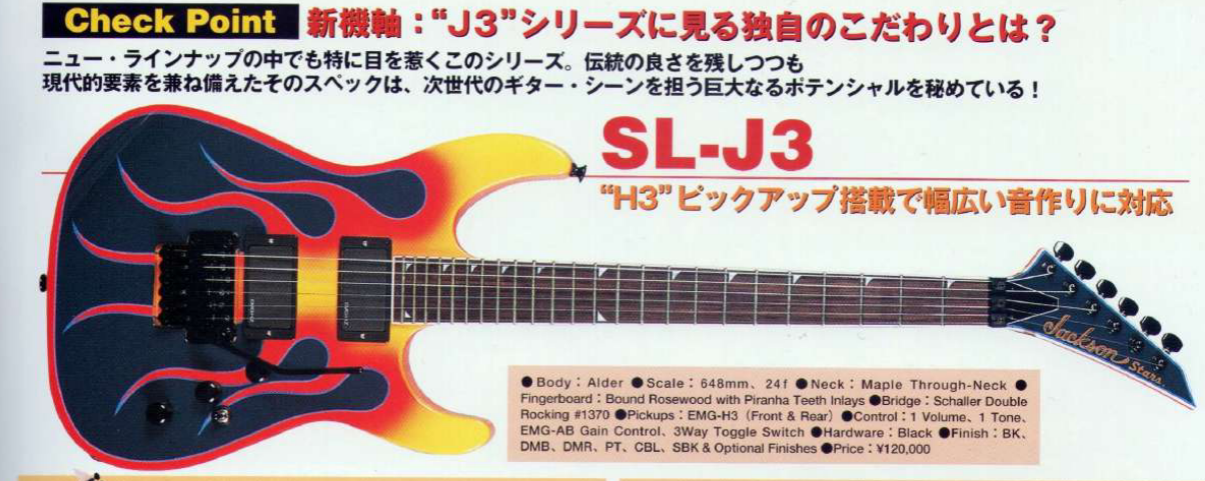 Check Point 新機軸：“J3”シリーズに見る独自のこだわりとは？
ニュー・ラインナップの中でも特に目を惹くこのシリーズ。伝統の良さを残しつつも
現代的要素を兼ね備えたそのスペックは、次世代のギター・シーンを担う巨大なるポテンシャルを秘めている！
SL-J3
“H3”ピックアップ搭載で幅広い音作りに対応
Jackson Stars
●Body：Alder ●Scale：648mm、24f ●Neck：Maple Through-Neck ●
Fingerboard：Bound Rosewood with Piranha Teeth Inlays ●Bridge：Schaller Double
Rocking #1370 ●Pickups：EMG-H3（Front & Rear）●Control：1 Volume、1 Tone、
EMG-AB Gain Control、3Way Toggle Switch ●Hardware：Black ●Finish：BK、
DMB、DMR、PT、CBL、SBK & Optional Finishes ●Price：¥120,000